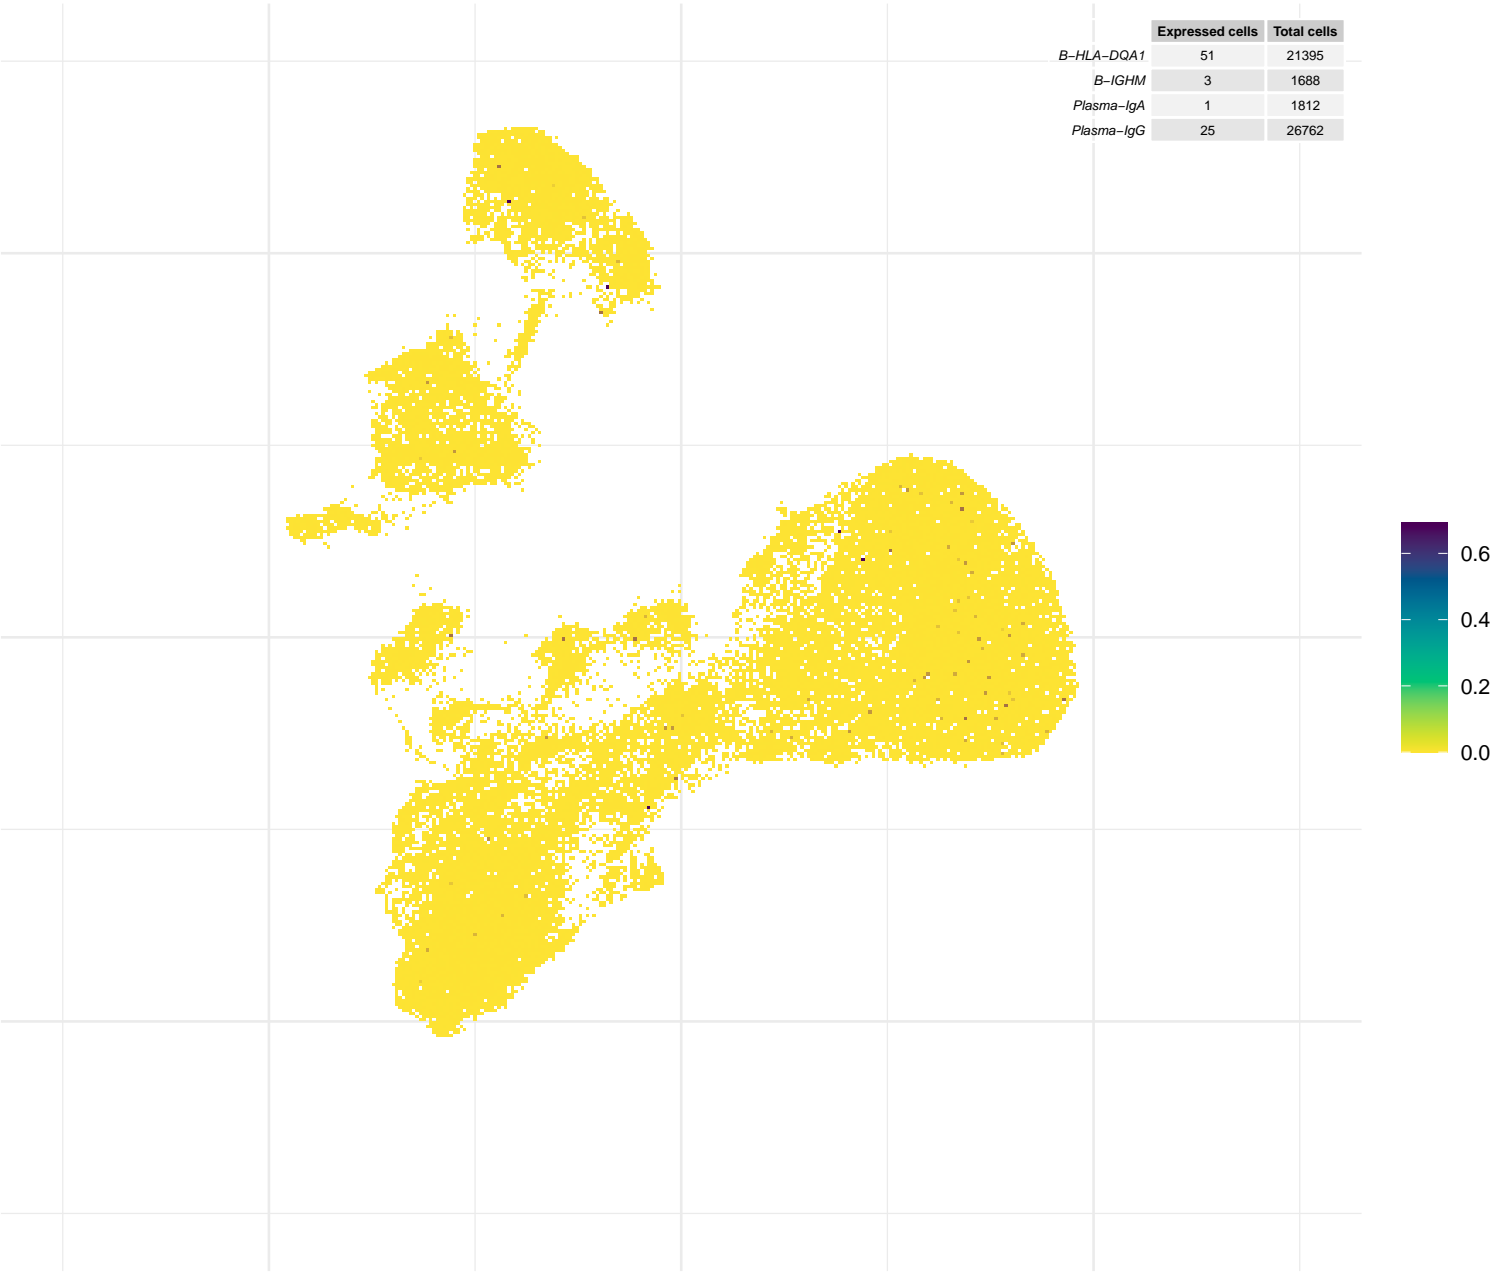 Expressed cells Total cells
B−HLA−DQA1 51 21395
B−IGHM 3 1688
Plasma−IgA 1 1812
Plasma−IgG 25 26762
0.6
0.4
0.2
0.0